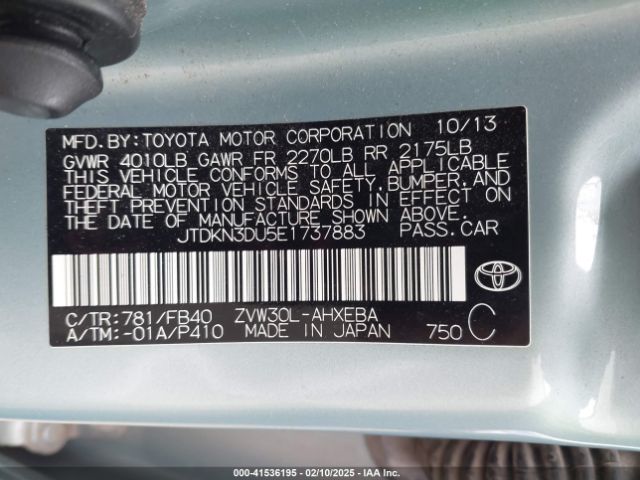 MFD. BY: TOYOTA MOTOR CORPORATION 10/13
GVWR 4010LB GAWR FR 2270LB RR 2175LB
THIS VEHICLE CONFORMS TO ALL APPLICABLE
FEDERAL MOTOR VEHICLE SAFETY, BUMPER, AND
THEFT PREVENTION STANDARDS IN EFFECT ON
THE DATE OF MANUFACTURE SHOWN ABOVE.
JTDKN3DU5E1737883 PASS. CAR
C/TR: 781/FB40 ZVW30L-AHXEBA
A/TM: -01A/P410 MADE IN JAPAN 750 C
000-41536195 - 02/10/2025 - IAA Inc.